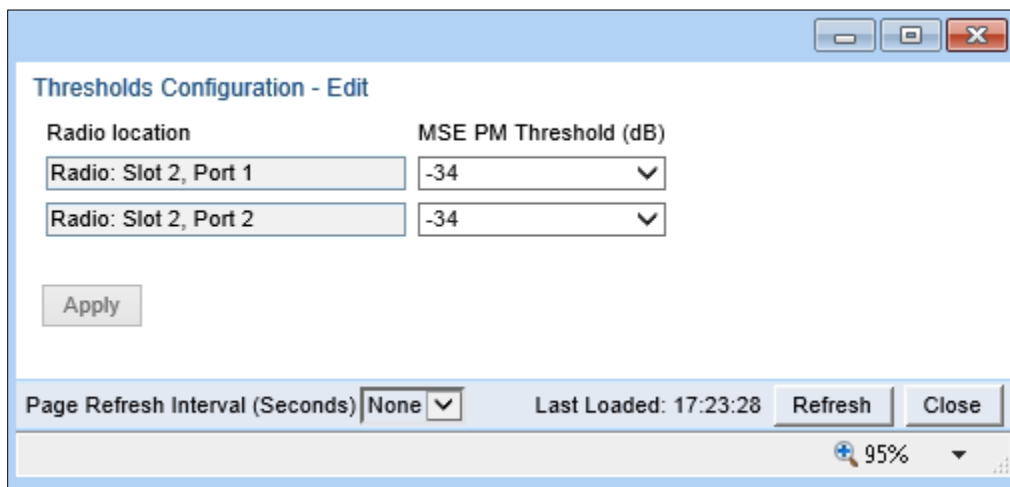 Thresholds Configuration - Edit
Radio location MSE PM Threshold (dB)
Radio: Slot 2, Port 1 -34
Radio: Slot 2, Port 2 -34
Apply
Page Refresh Interval (Seconds) None Last Loaded: 17:23:28 Refresh Close
95%